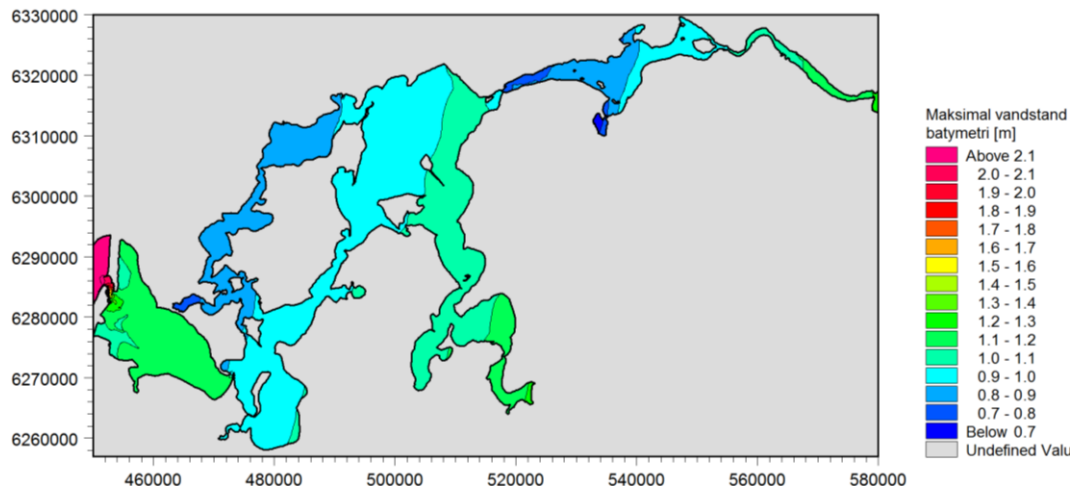 6330000
6320000
6310000
6300000
6290000
6280000
6270000
6260000
460000 480000 500000 520000 540000 560000 580000
Maksimal vandstand
batymetri [m]
Above 2.1
2.0 - 2.1
1.9 - 2.0
1.8 - 1.9
1.7 - 1.8
1.6 - 1.7
1.5 - 1.6
1.4 - 1.5
1.3 - 1.4
1.2 - 1.3
1.1 - 1.2
1.0 - 1.1
0.9 - 1.0
0.8 - 0.9
0.7 - 0.8
Below 0.7
Undefined Valu